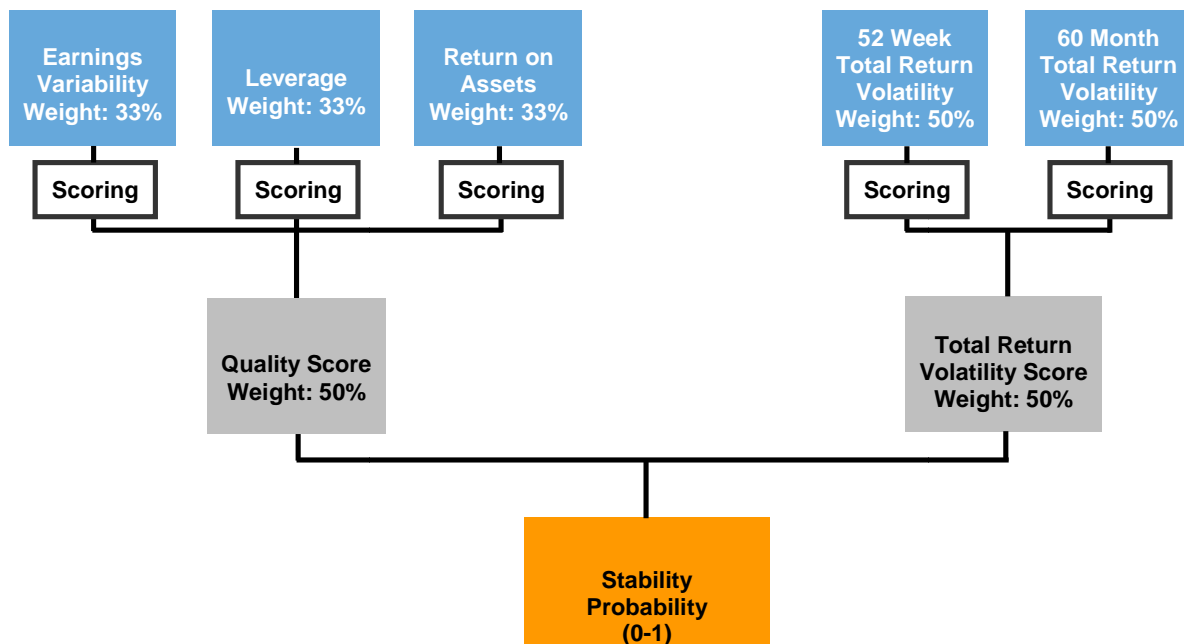 Earnings
Variability
Weight: 33%
Leverage
Weight: 33%
Return on
Assets
Weight: 33%
52 Week
Total Return
Volatility
Weight: 50%
60 Month
Total Return
Volatility
Weight: 50%
Scoring
Scoring
Scoring
Scoring
Scoring
Quality Score
Weight: 50%
Total Return
Volatility Score
Weight: 50%
Stability
Probability
(0-1)